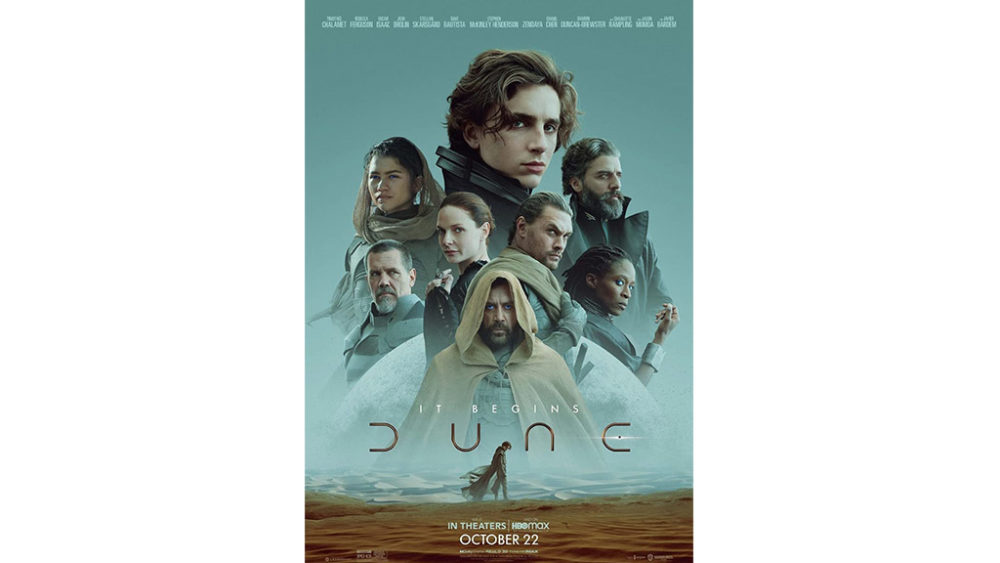 TIMOTHÉE REBECCA OSCAR JOSH STELLAN DAVE STEPHEN CHANG SHARON CHARLOTTE JASON JAVIER
CHALAMET FERGUSON ISAAC BROLIN SKARSGÅRD BAUTISTA McKINLEY HENDERSON ZENDAYA CHEN DUNCAN-BREWSTER RAMPLING MOMOA BARDEM
IT BEGINS
DUNE
IN THEATERS HBOMAX
OCTOBER 22